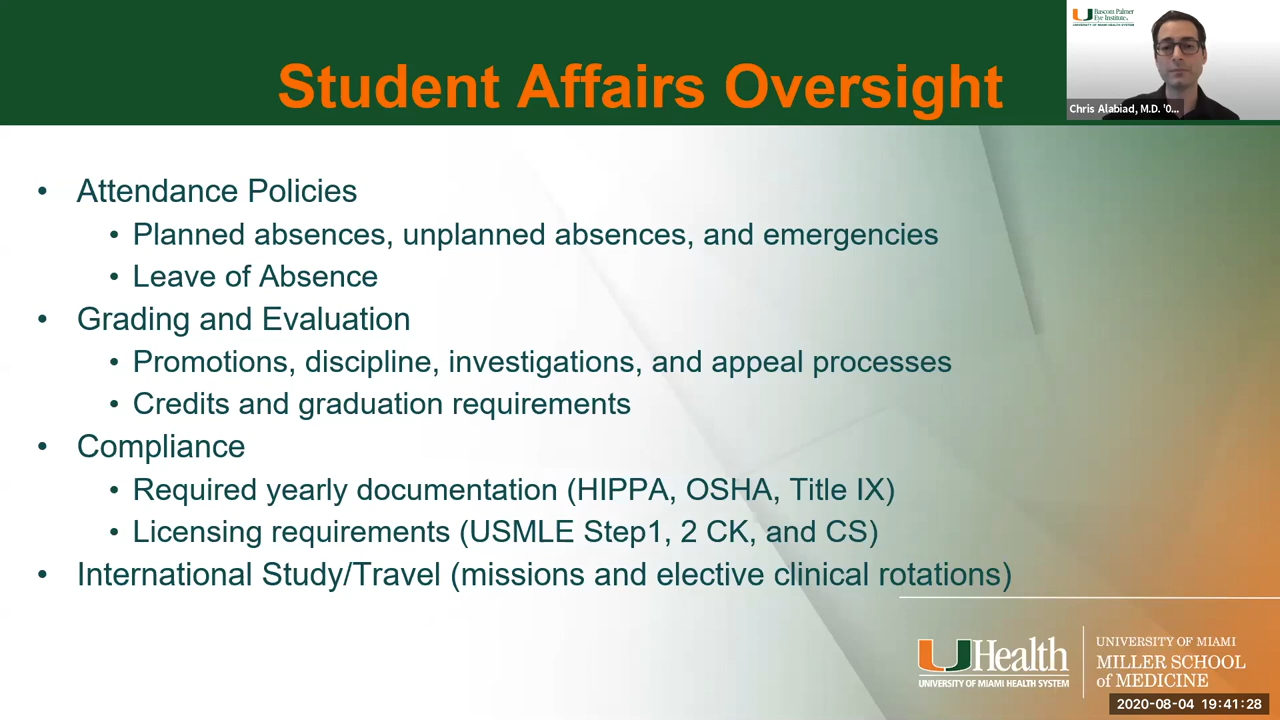 Student Affairs Oversight
Bascom Palmer
Eye Institute
UNIVERSITY OF MIAMI HEALTH SYSTEM
Chris Alabiad, M.D. '0...
• Attendance Policies
• Planned absences, unplanned absences, and emergencies
• Leave of Absence
• Grading and Evaluation
• Promotions, discipline, investigations, and appeal processes
• Credits and graduation requirements
• Compliance
• Required yearly documentation (HIPPA, OSHA, Title IX)
• Licensing requirements (USMLE Step1, 2 CK, and CS)
• International Study/Travel (missions and elective clinical rotations)
UHealth
UNIVERSITY OF MIAMI HEALTH SYSTEM
UNIVERSITY OF MIAMI
MILLER SCHOOL
of MEDICINE
2020-08-04 19:41:28